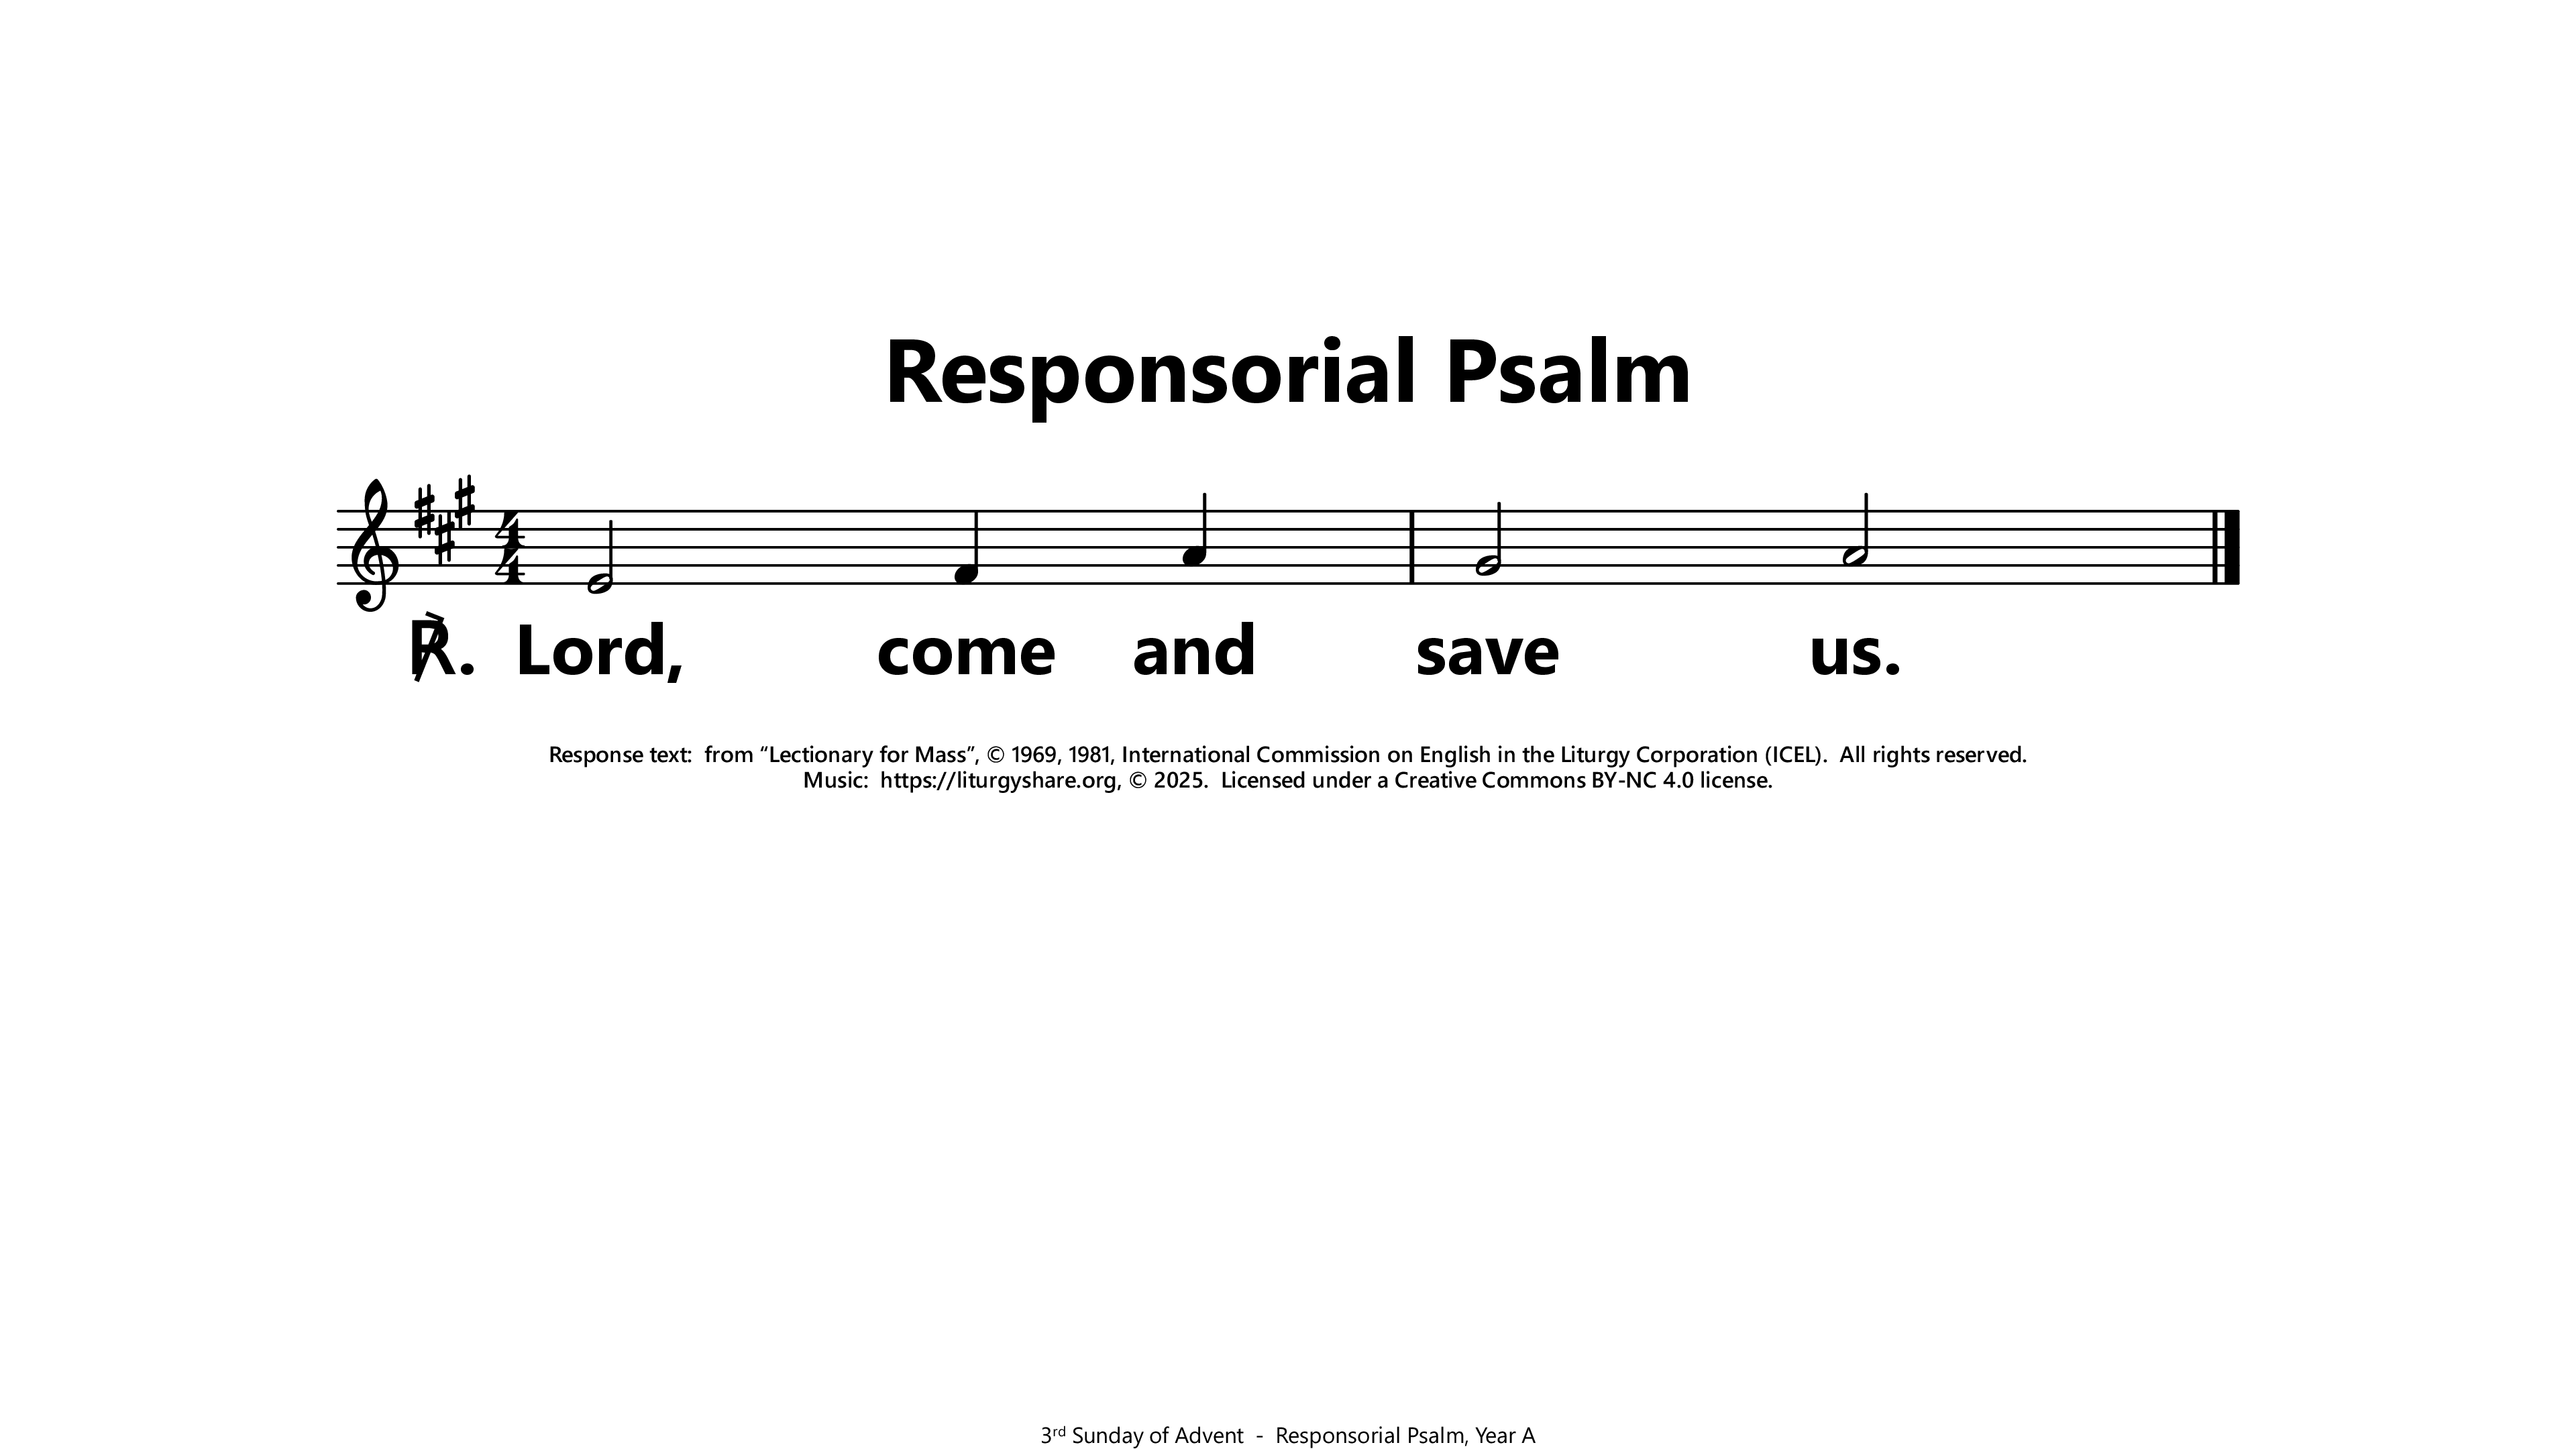 Responsorial Psalm
4
4
℟. Lord, come and save us.
Response text:  from “Lectionary for Mass”, © 1969, 1981, International Commission on English in the Liturgy Corporation (ICEL).  All rights reserved.
Music:  https://liturgyshare.org, © 2025.  Licensed under a Creative Commons BY-NC 4.0 license.
3rd Sunday of Advent  -  Responsorial Psalm, Year A